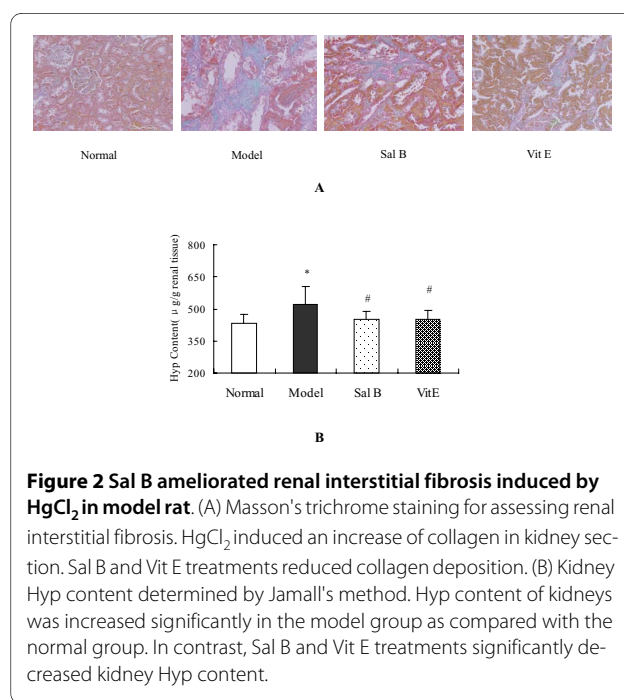 Normal Model Sal B Vit E
A
800
650
500
350
200
Hyp Content( μ g/g renal tissue)
* # #
Normal Model Sal B VitE
B
Figure 2 Sal B ameliorated renal interstitial fibrosis induced by
HgCl2 in model rat. (A) Masson's trichrome staining for assessing renal
interstitial fibrosis. HgCl2 induced an increase of collagen in kidney sec-
tion. Sal B and Vit E treatments reduced collagen deposition. (B) Kidney
Hyp content determined by Jamall's method. Hyp content of kidneys
was increased significantly in the model group as compared with the
normal group. In contrast, Sal B and Vit E treatments significantly de-
creased kidney Hyp content.